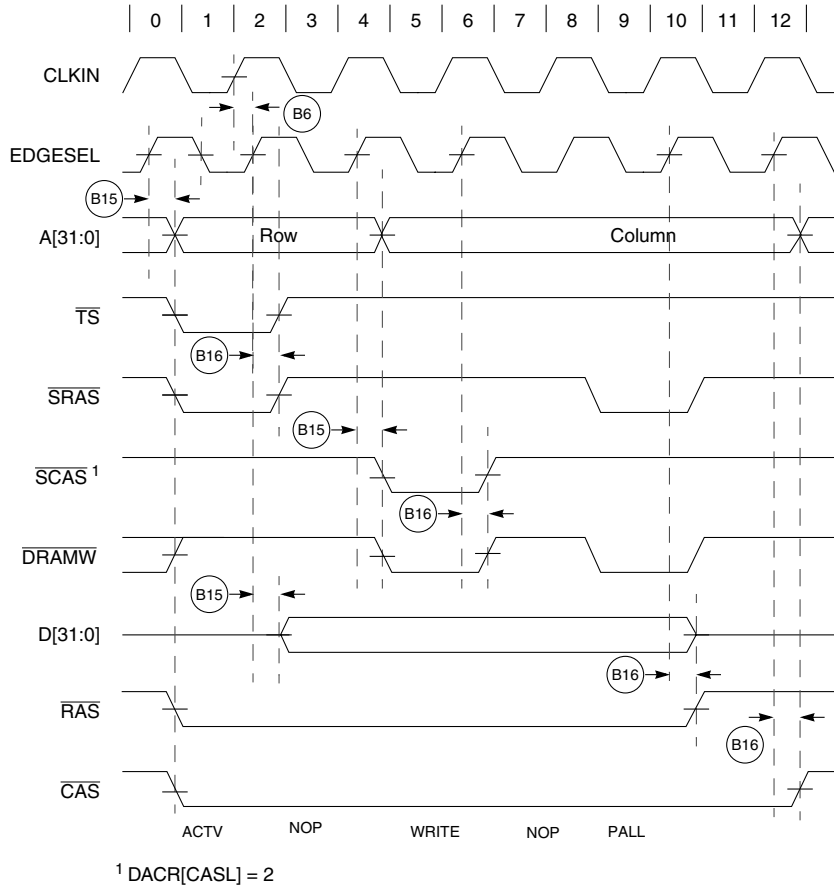 0 1 2 3 4 5 6 7 8 9 10 11 12
CLKIN
B6
EDGESEL
B15
A[31:0] Row Column
TS
B16
SRAS
B15
SCAS 1
B16
DRAMW
B15
D[31:0]
B16
RAS
B16
CAS
ACTV NOP WRITE NOP PALL
1 DACR[CASL] = 2